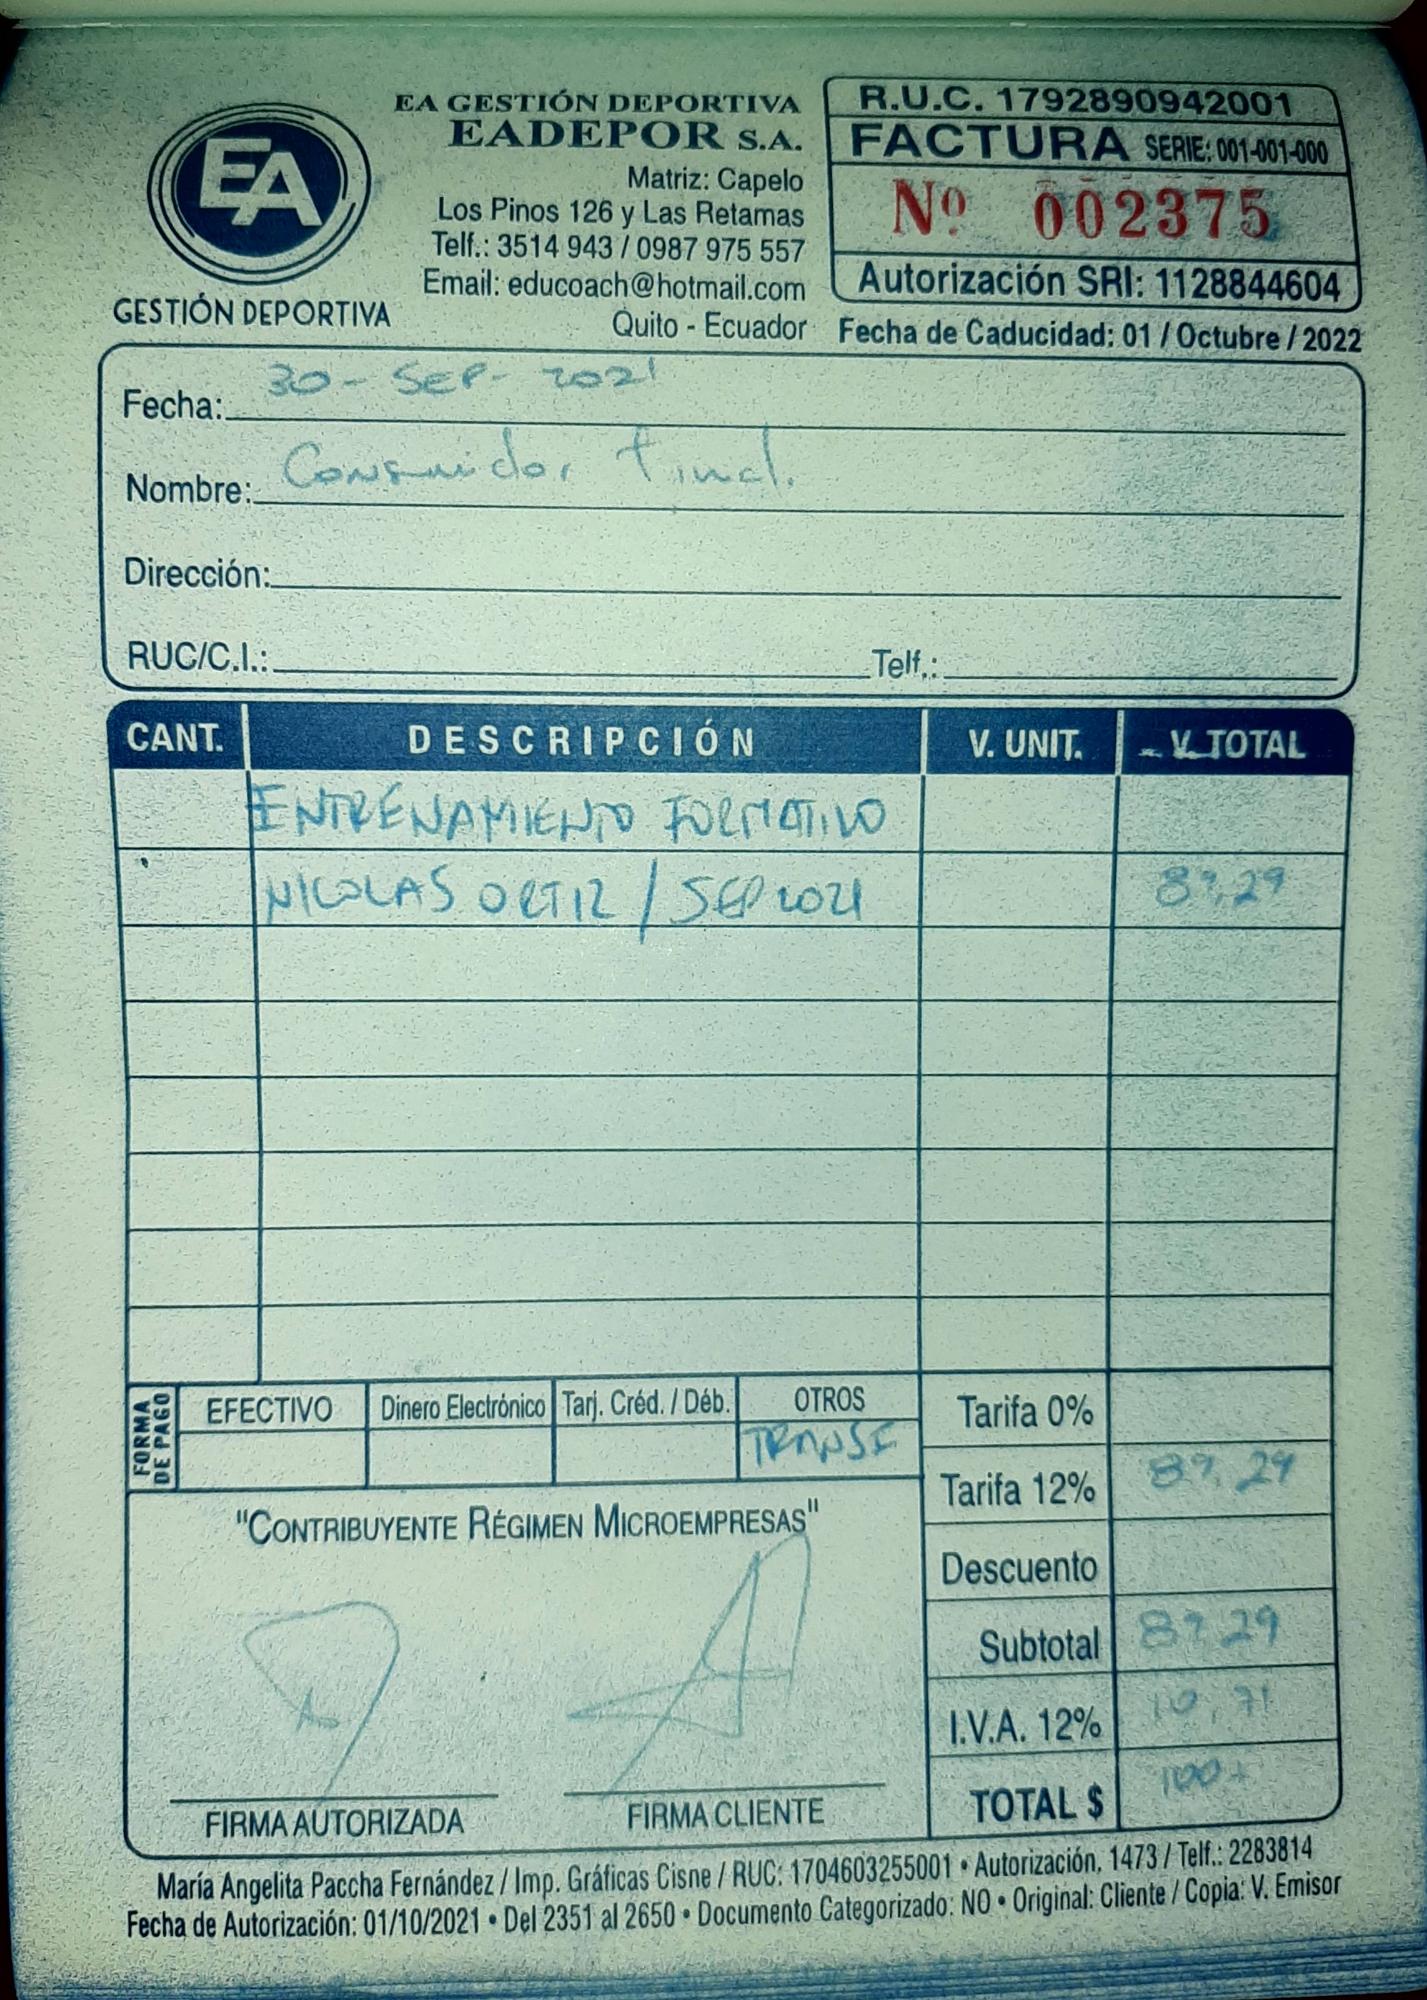 EA
GESTIÓN DEPORTIVA
EA GESTIÓN DEPORTIVA
EADEPOR S.A.
Matriz: Capelo
Los Pinos 126 y Las Retamas
Telf.: 3514 943 / 0987 975 557
Email: educoach@hotmail.com
Quito - Ecuador
R.U.C. 1792890942001
FACTURA SERIE: 001-001-000
Nº 002375
Autorización SRI: 1128844604
Fecha de Caducidad: 01 / Octubre / 2022
Fecha: 30-SEP-2021
Nombre: Consumidor Final.
Dirección:
RUC/C.I.: Telf.:
CANT. DESCRIPCIÓN V. UNIT. V. TOTAL
ENTRENAMIENTO FORMATIVO
NICOLAS ORTIZ / SEP 2021 89,29
FORMA DE PAGO
EFECTIVO Dinero Electrónico Tarj. Créd. / Déb. OTROS
TRANSF
Tarifa 0%
Tarifa 12% 89,29
Descuento
Subtotal 89,29
I.V.A. 12% 10,71
TOTAL $ 100
"CONTRIBUYENTE RÉGIMEN MICROEMPRESAS"
FIRMA AUTORIZADA FIRMA CLIENTE
María Angelita Paccha Fernández / Imp. Gráficas Cisne / RUC: 1704603255001 • Autorización, 1473 / Telf.: 2283814
Fecha de Autorización: 01/10/2021 • Del 2351 al 2650 • Documento Categorizado: NO • Original: Cliente / Copia: V. Emisor